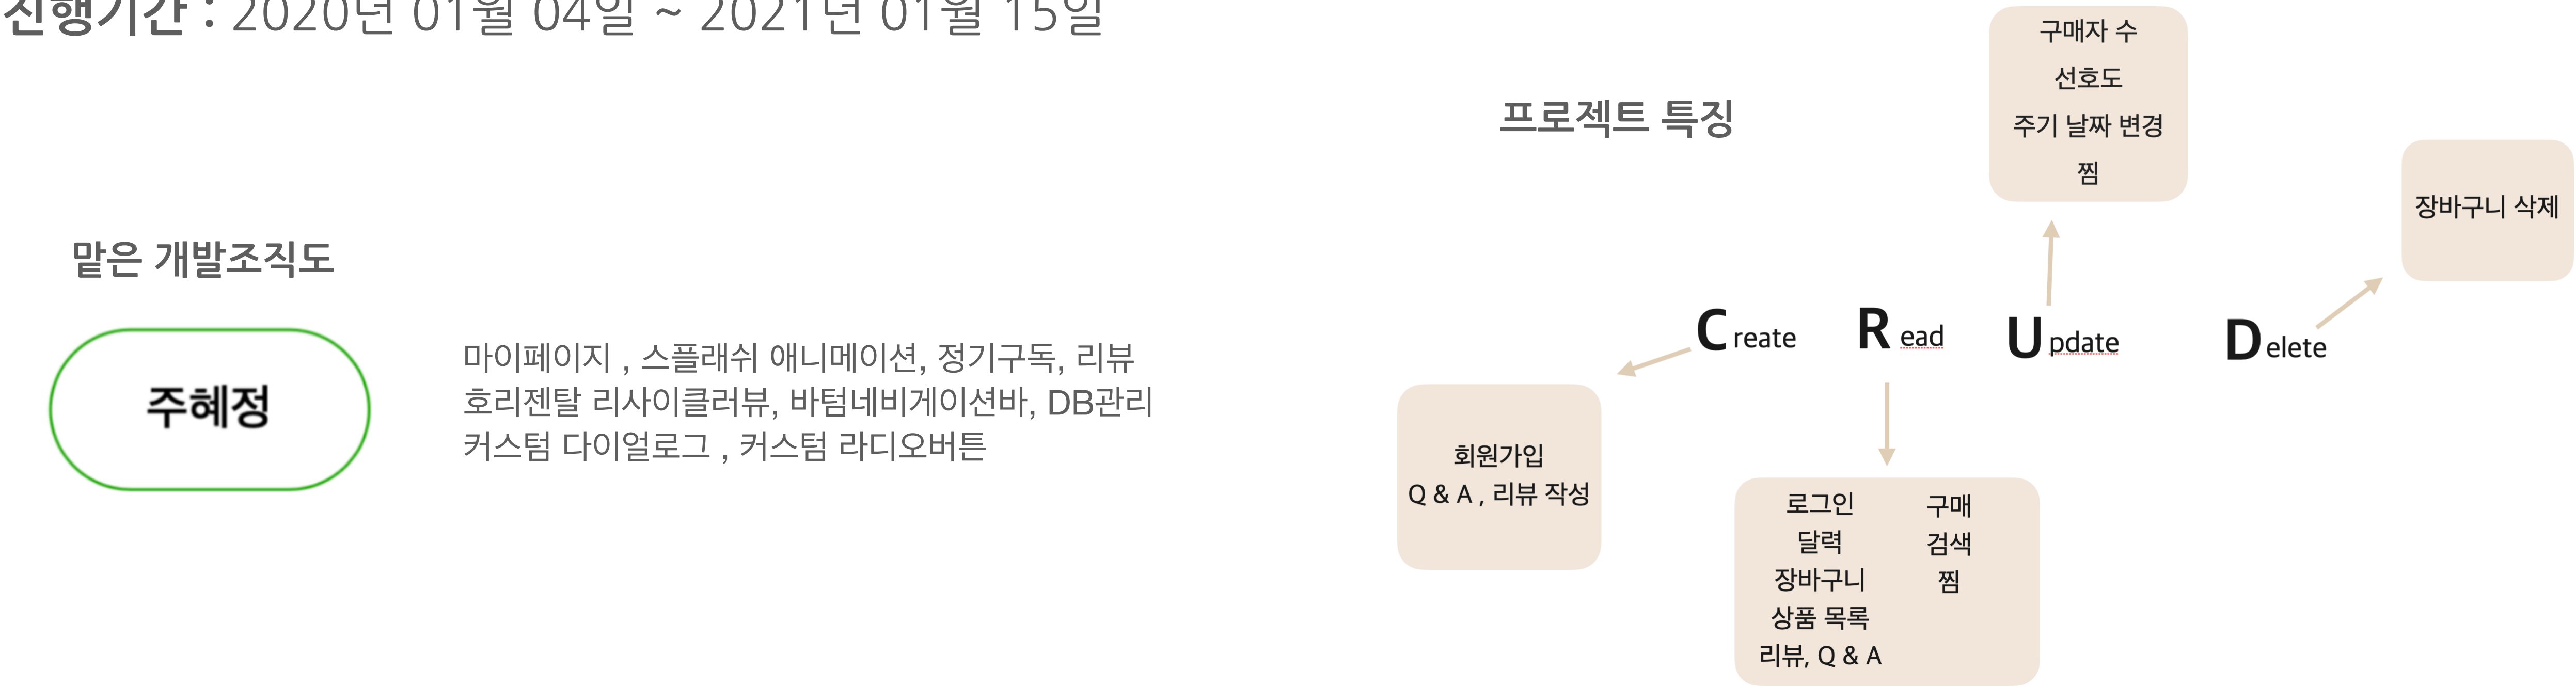 진행기간 : 2020년 01월 04일 ~ 2021년 01월 15일
맡은 개발조직도
주혜정
마이페이지 , 스플래쉬 애니메이션, 정기구독, 리뷰
호리젠탈 리사이클러뷰, 바텀네비게이션바, DB관리
커스텀 다이얼로그 , 커스텀 라디오버튼
프로젝트 특징
구매자 수
선호도
주기 날짜 변경
찜
장바구니 삭제
Create
Read
Update
Delete
회원가입
Q & A , 리뷰 작성
로그인
달력
장바구니
상품 목록
리뷰, Q & A
구매
검색
찜